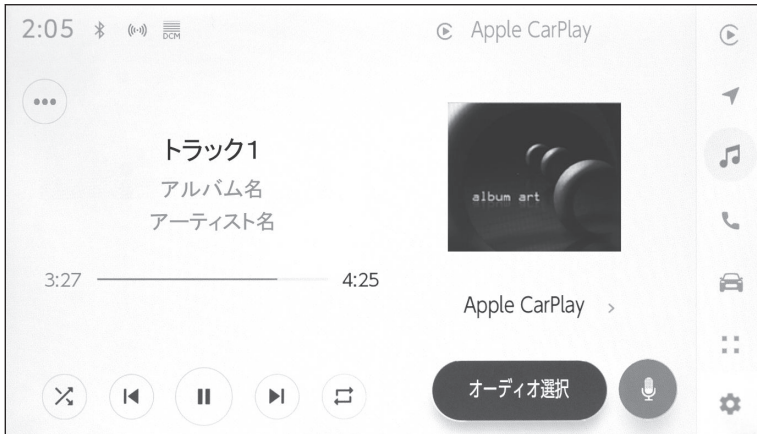 2:05
DCM
Apple CarPlay
トラック1
アルバム名
アーティスト名
album art
3:27
4:25
Apple CarPlay
オーディオ選択